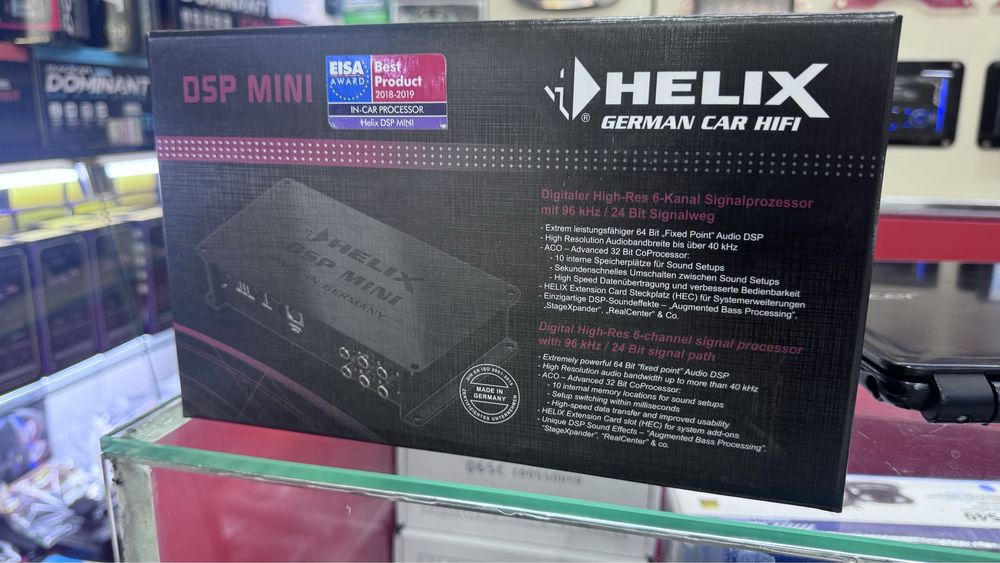 DOMINANT
DSP MINI
EISA
AWARD
Best
Product
2018-2019
IN-CAR PROCESSOR
Helix DSP MINI
HELIX
®
GERMAN CAR HIFI
Digitaler High-Res 6-Kanal Signalprozessor
mit 96 kHz / 24 Bit Signalweg
- Extrem leistungsfähiger 64 Bit „Fixed Point" Audio DSP
- High Resolution Audiobandbreite bis über 40 kHz
- ACO – Advanced 32 Bit CoProcessor:
- 10 interne Speicherplätze für Sound Setups
- Sekundenschnelles Umschalten zwischen Sound Setups
- High Speed Datenübertragung und verbesserte Bedienbarkeit
- HELIX Extension Card Steckplatz (HEC) für Systemerweiterungen
- Einzigartige DSP-Soundeffekte – „Augmented Bass Processing",
„StageXpander", „RealCenter" & Co.
Digital High-Res 6-channel signal processor
with 96 kHz / 24 Bit signal path
- Extremely powerful 64 Bit "fixed point" Audio DSP
- High Resolution audio bandwidth up to more than 40 kHz
- ACO – Advanced 32 Bit CoProcessor:
- 10 internal memory locations for sound setups
- Setup switching within milliseconds
- High-speed data transfer and improved usability
- HELIX Extension Card slot (HEC) for system add-ons
- Unique DSP Sound Effects – "Augmented Bass Processing",
"StageXpander", "RealCenter" & co.
HELIX
DSP MINI
GERMANY
DIN EN ISO 9001
MADE IN
GERMANY
ZERTIFIZIERTES UNTERNEHMEN